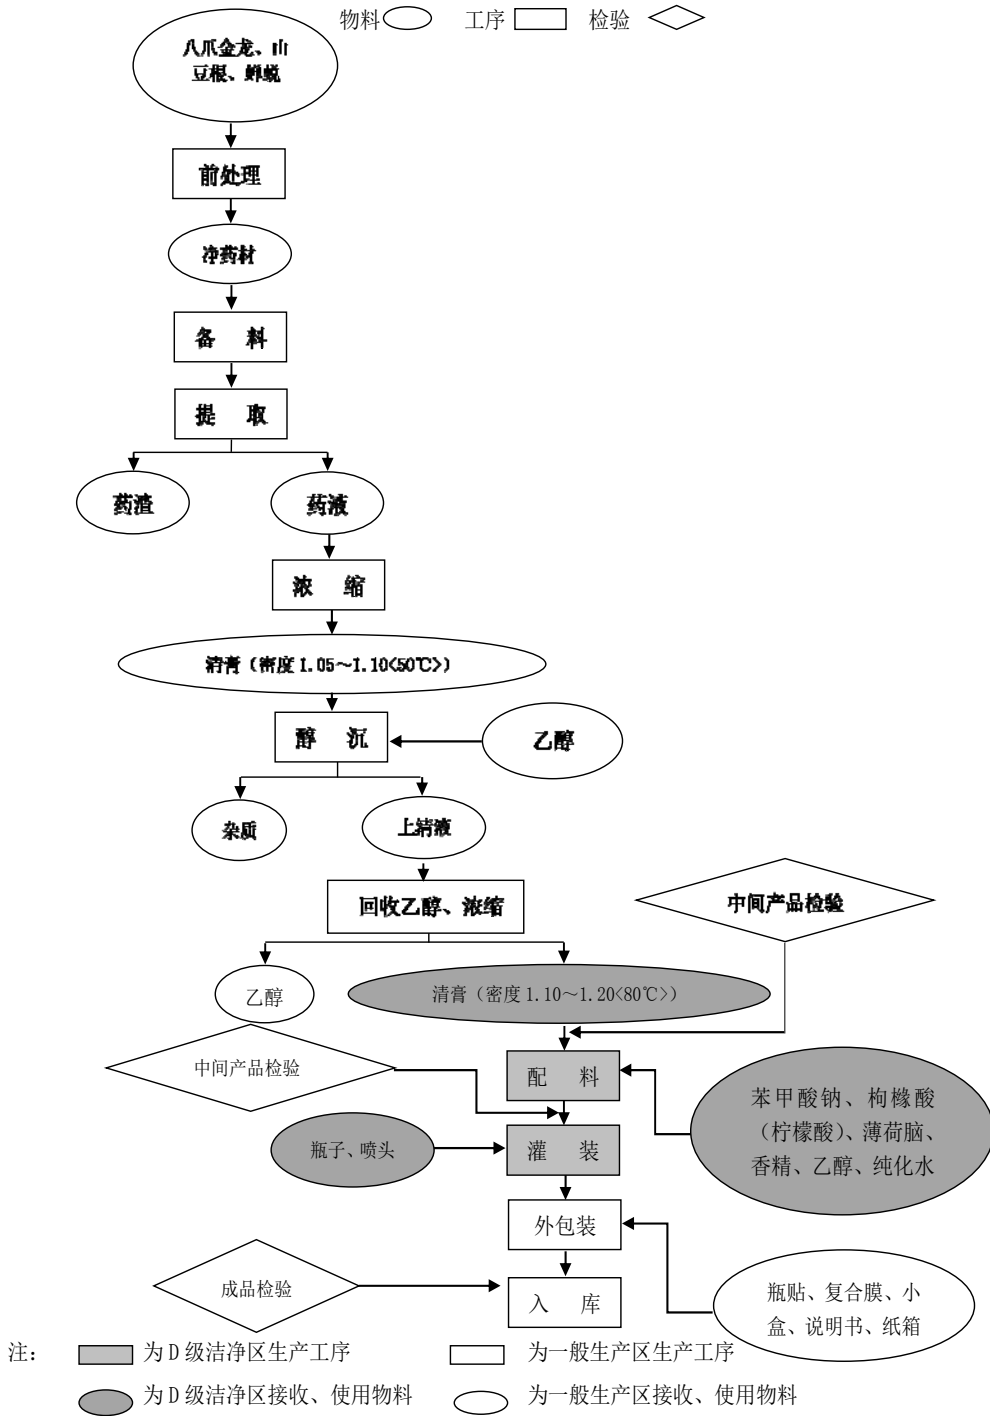 物料 工序 检验
八爪金龙、山
豆根、蝉蜕
前处理
净药材
备 料
提 取
药渣 药液
浓 缩
清膏（密度 1.05～1.10<50℃>）
醇 沉
乙醇
杂质
上清液
回收乙醇、浓缩
中间产品检验
乙醇
清膏（密度 1.10～1.20<80℃>）
中间产品检验
配 料
苯甲酸钠、枸橼酸
（柠檬酸）、薄荷脑、
香精、乙醇、纯化水
瓶子、喷头
灌 装
外包装
成品检验
入 库
瓶贴、复合膜、小
盒、说明书、纸箱
注： 为 D 级洁净区生产工序 为一般生产区生产工序
为 D 级洁净区接收、使用物料 为一般生产区接收、使用物料